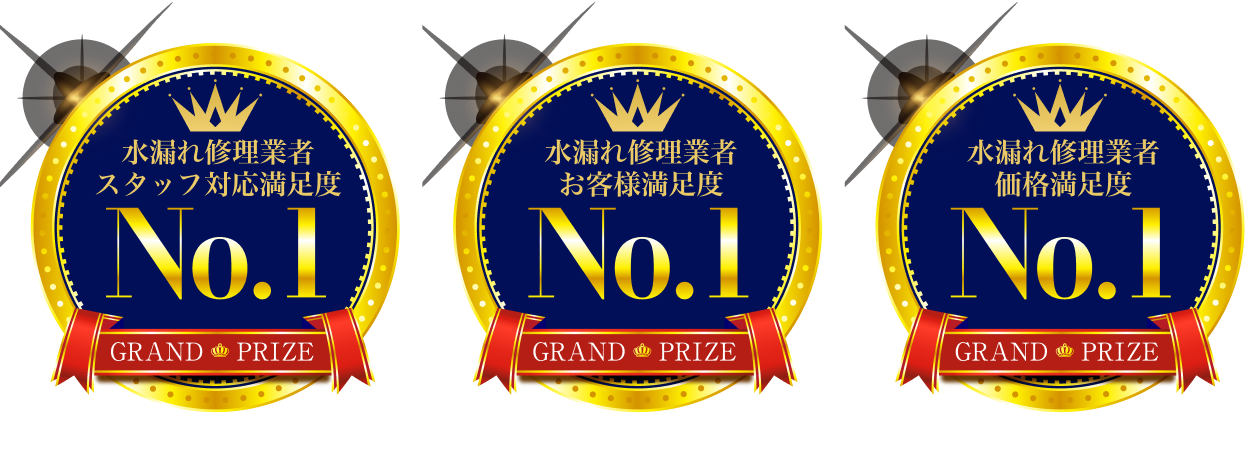 水漏れ修理業者
スタッフ対応満足度
No.1
GRAND PRIZE
水漏れ修理業者
お客様満足度
No.1
GRAND PRIZE
水漏れ修理業者
価格満足度
No.1
GRAND PRIZE